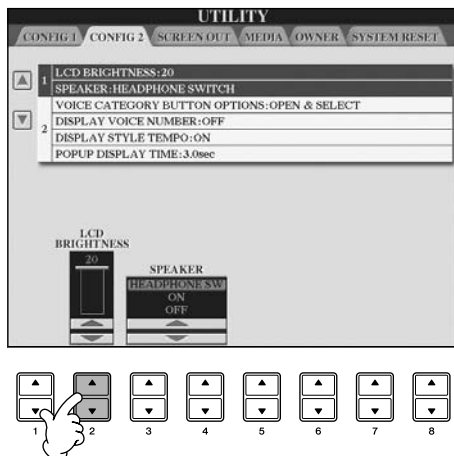 UTILITY
CONFIG 1 CONFIG 2 SCREEN OUT MEDIA OWNER SYSTEM RESET
1 LCD BRIGHTNESS:20
SPEAKER:HEADPHONE SWITCH
2 VOICE CATEGORY BUTTON OPTIONS:OPEN & SELECT
DISPLAY VOICE NUMBER:OFF
DISPLAY STYLE TEMPO:ON
POPUP DISPLAY TIME:3.0sec
LCD
BRIGHTNESS
20
SPEAKER
HEADPHONE SW
ON
OFF
1 2 3 4 5 6 7 8